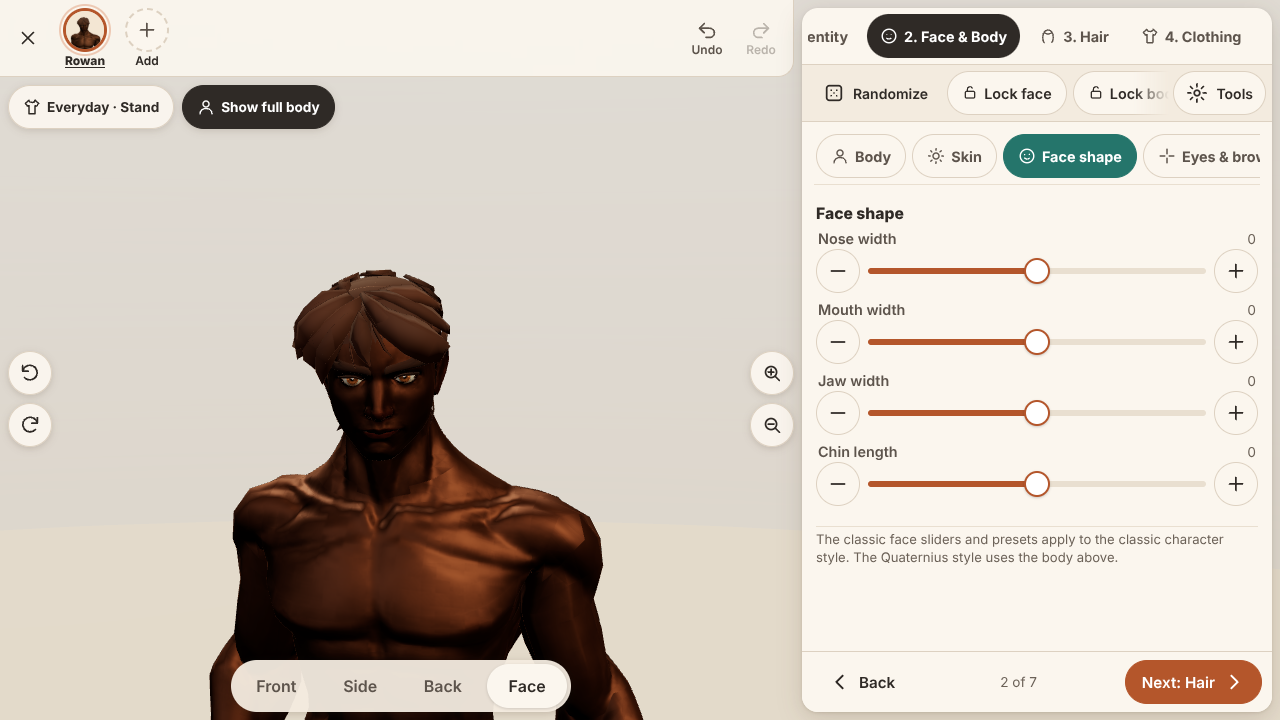 Rowan
Add
Undo
Redo
Everyday · Stand
Show full body
Front
Side
Back
Face
entity
2. Face & Body
3. Hair
4. Clothing
Randomize
Lock face
Lock bo
Tools
Body
Skin
Face shape
Eyes & brow
Face shape
Nose width 0
Mouth width 0
Jaw width 0
Chin length 0
The classic face sliders and presets apply to the classic character
style. The Quaternius style uses the body above.
Back
2 of 7
Next: Hair